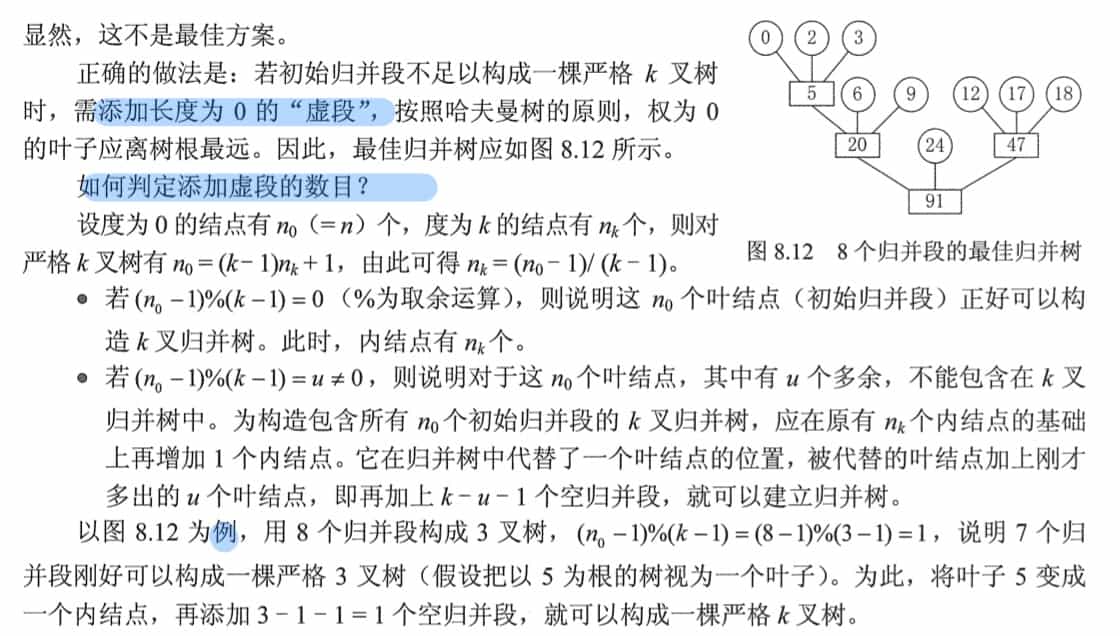 显然，这不是最佳方案。
正确的做法是：若初始归并段不足以构成一棵严格 k 叉树
时，需添加长度为 0 的“虚段”，按照哈夫曼树的原则，权为 0
的叶子应离树根最远。因此，最佳归并树应如图 8.12 所示。
如何判定添加虚段的数目？
设度为 0 的结点有 n₀（=n）个，度为 k 的结点有 nₖ个，则对
严格 k 叉树有 n₀ = (k− 1)nₖ + 1，由此可得 nₖ = (n₀ − 1)/ (k − 1)。
0 2 3
5 6 9 12 17 18
20 24 47
91
图 8.12 8 个归并段的最佳归并树
● 若 (n₀ −1)%(k −1) = 0（%为取余运算），则说明这 n₀ 个叶结点（初始归并段）正好可以构
造 k 叉归并树。此时，内结点有 nₖ个。
● 若 (n₀ −1)%(k −1) = u ≠ 0，则说明对于这 n₀ 个叶结点，其中有 u 个多余，不能包含在 k 叉
归并树中。为构造包含所有 n₀ 个初始归并段的 k 叉归并树，应在原有 nₖ 个内结点的基础
上再增加 1 个内结点。它在归并树中代替了一个叶结点的位置，被代替的叶结点加上刚才
多出的 u 个叶结点，即再加上 k − u − 1 个空归并段，就可以建立归并树。
以图 8.12 为例，用 8 个归并段构成 3 叉树，(n₀ −1)%(k −1) = (8 −1)%(3 −1) = 1，说明 7 个归
并段刚好可以构成一棵严格 3 叉树（假设把以 5 为根的树视为一个叶子）。为此，将叶子 5 变成
一个内结点，再添加 3 − 1 − 1 = 1 个空归并段，就可以构成一棵严格 k 叉树。